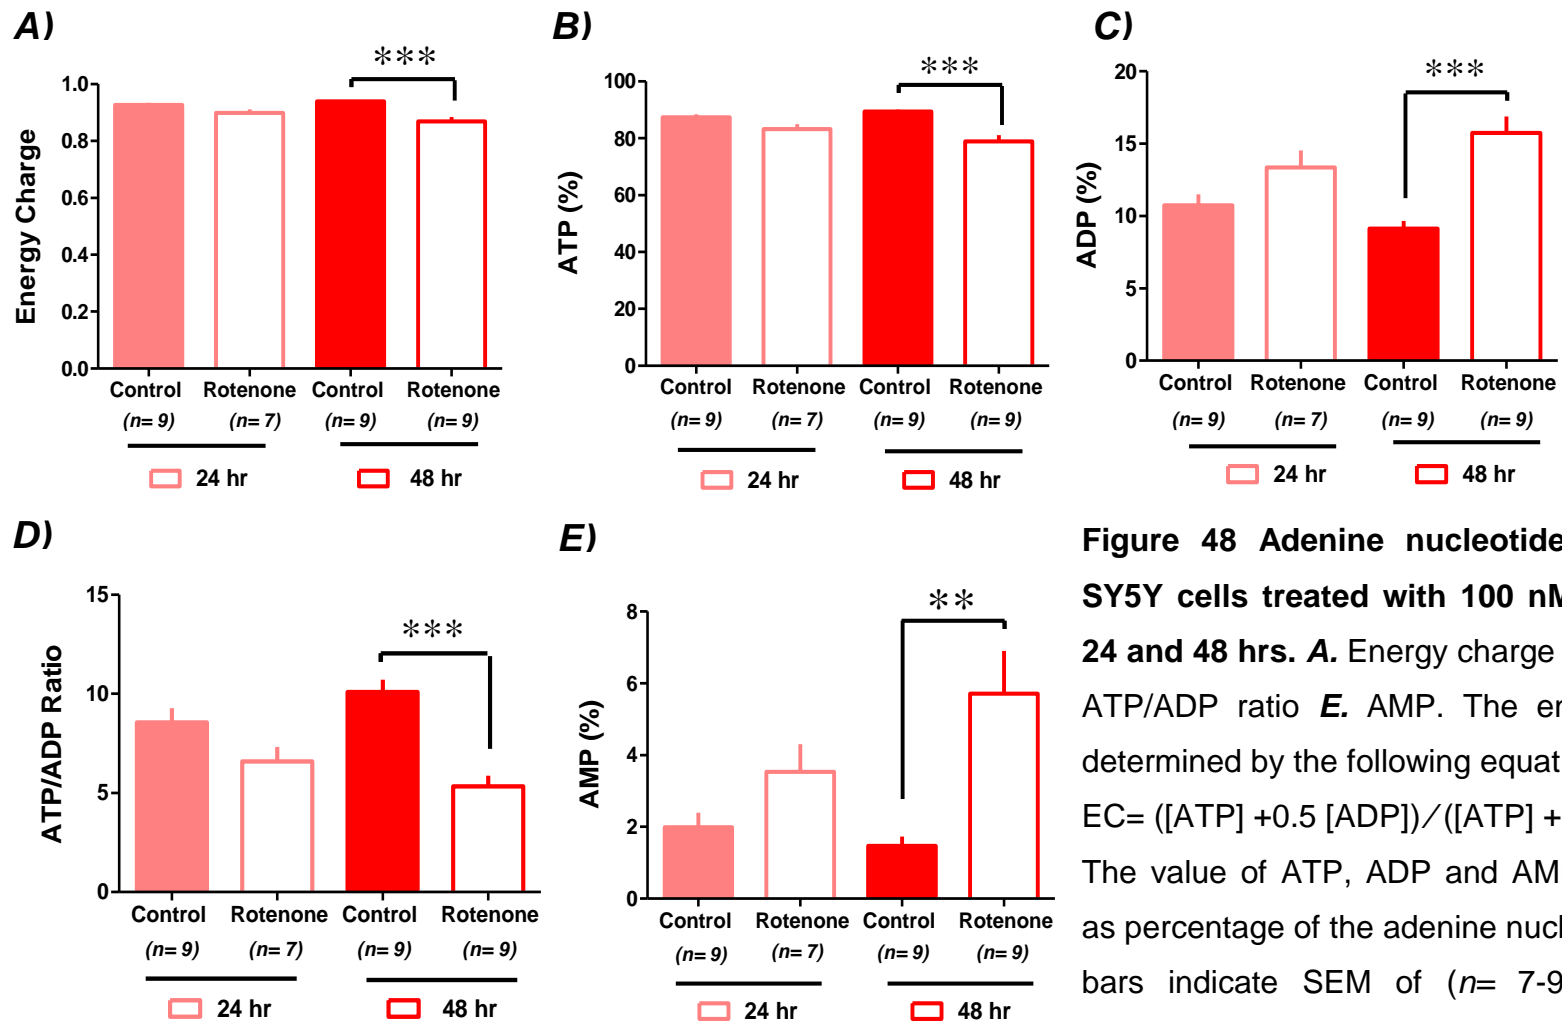 A)
***
1.0
0.8
0.6
0.4
0.2
0.0
Energy Charge
Control Rotenone Control Rotenone
(n= 9) (n= 7) (n= 9) (n= 9)
24 hr 48 hr
B)
***
100
80
60
40
20
0
ATP (%)
Control Rotenone Control Rotenone
(n= 9) (n= 7) (n= 9) (n= 9)
24 hr 48 hr
C)
***
20
15
10
5
0
ADP (%)
Control Rotenone Control Rotenone
(n= 9) (n= 7) (n= 9) (n= 9)
24 hr 48 hr
D)
***
15
10
5
0
ATP/ADP Ratio
Control Rotenone Control Rotenone
(n= 9) (n= 7) (n= 9) (n= 9)
24 hr 48 hr
E)
**
8
6
4
2
0
AMP (%)
Control Rotenone Control Rotenone
(n= 9) (n= 7) (n= 9) (n= 9)
24 hr 48 hr
Figure 48 Adenine nucleotide
SY5Y cells treated with 100 nM
24 and 48 hrs. A. Energy charge
ATP/ADP ratio E. AMP. The en
determined by the following equat
EC= ([ATP] +0.5 [ADP])/([ATP] +
The value of ATP, ADP and AM
as percentage of the adenine nucl
bars indicate SEM of (n= 7-9